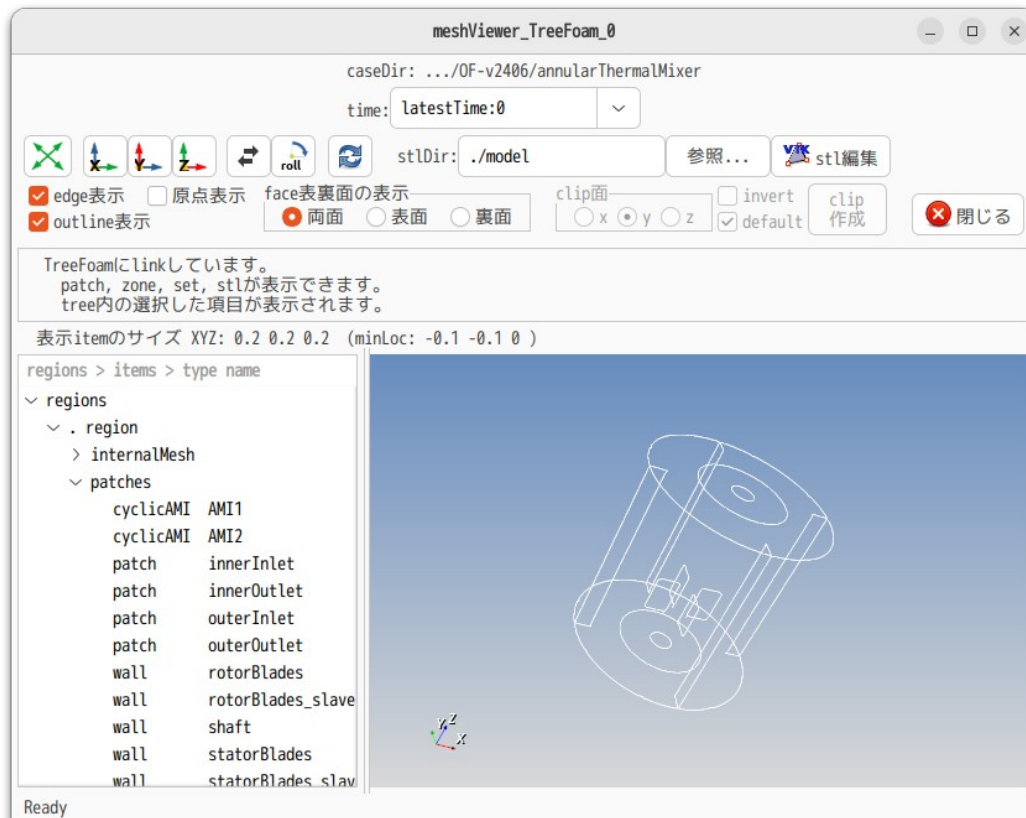 meshViewer_TreeFoam_0
caseDir: .../OF-v2406/annularThermalMixer
time: latestTime:0
X Y Z roll stlDir: ./model 参照... VTK stl編集
edge表示 原点表示 face表裏面の表示 clip面 invert clip
outline表示 両面 表面 裏面 x y z default 作成 閉じる
TreeFoamにlinkしています。
patch, zone, set, stlが表示できます。
tree内の選択した項目が表示されます。
表示itemのサイズ XYZ: 0.2 0.2 0.2 (minLoc: -0.1 -0.1 0 )
regions > items > type name
regions
. region
internalMesh
patches
cyclicAMI AMI1
cyclicAMI AMI2
patch innerInlet
patch innerOutlet
patch outerInlet
patch outerOutlet
wall rotorBlades
wall rotorBlades_slave
wall shaft
wall statorBlades
wall statorBlades_slav
Y Z
X
Ready